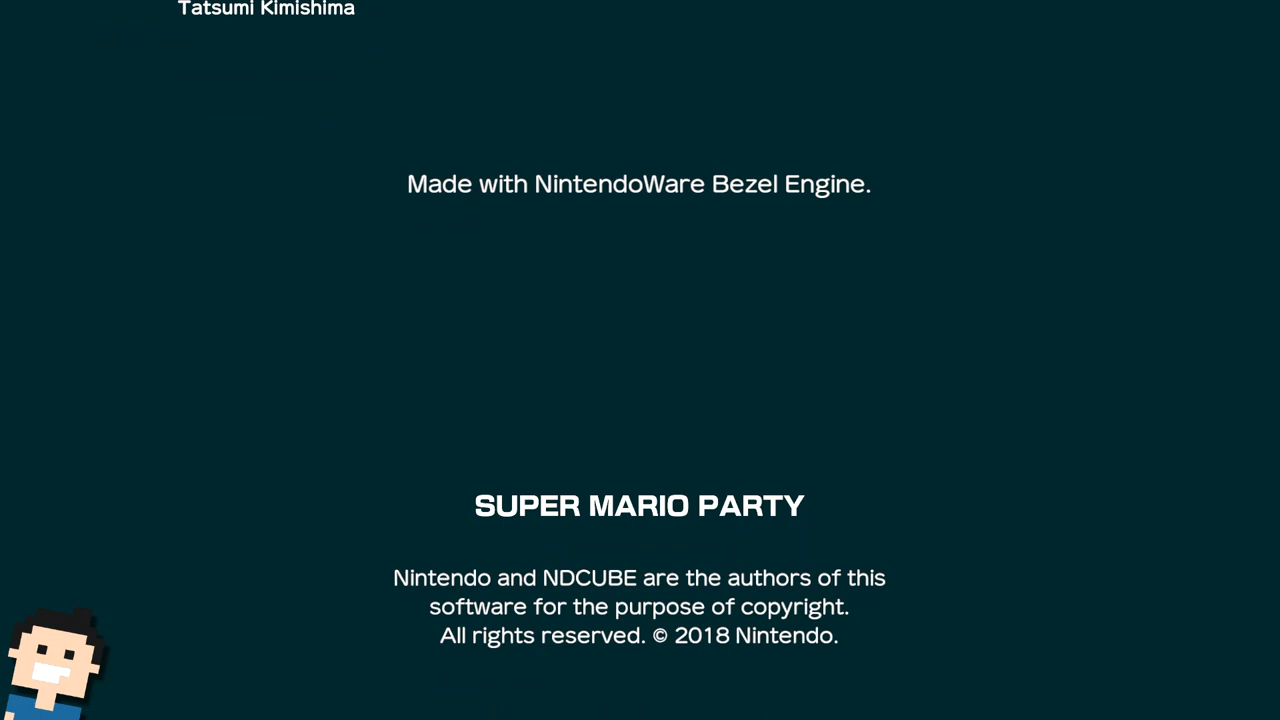 Tatsumi Kimishima
Made with NintendoWare Bezel Engine.
SUPER MARIO PARTY
Nintendo and NDCUBE are the authors of this
software for the purpose of copyright.
All rights reserved. © 2018 Nintendo.